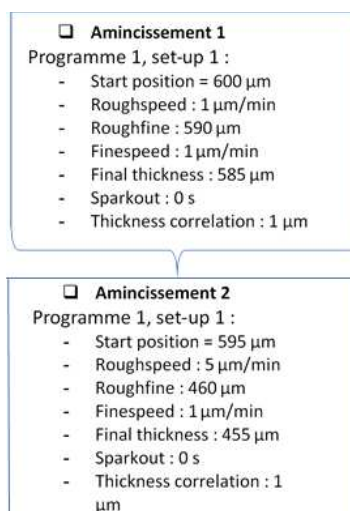 ❑ Amincissement 1
Programme 1, set-up 1 :
- Start position = 600 µm
- Roughspeed : 1 µm/min
- Roughfine : 590 µm
- Finespeed : 1 µm/min
- Final thickness : 585 µm
- Sparkout : 0 s
- Thickness correlation : 1 µm
❑ Amincissement 2
Programme 1, set-up 1 :
- Start position = 595 µm
- Roughspeed : 5 µm/min
- Roughfine : 460 µm
- Finespeed : 1 µm/min
- Final thickness : 455 µm
- Sparkout : 0 s
- Thickness correlation : 1
µm